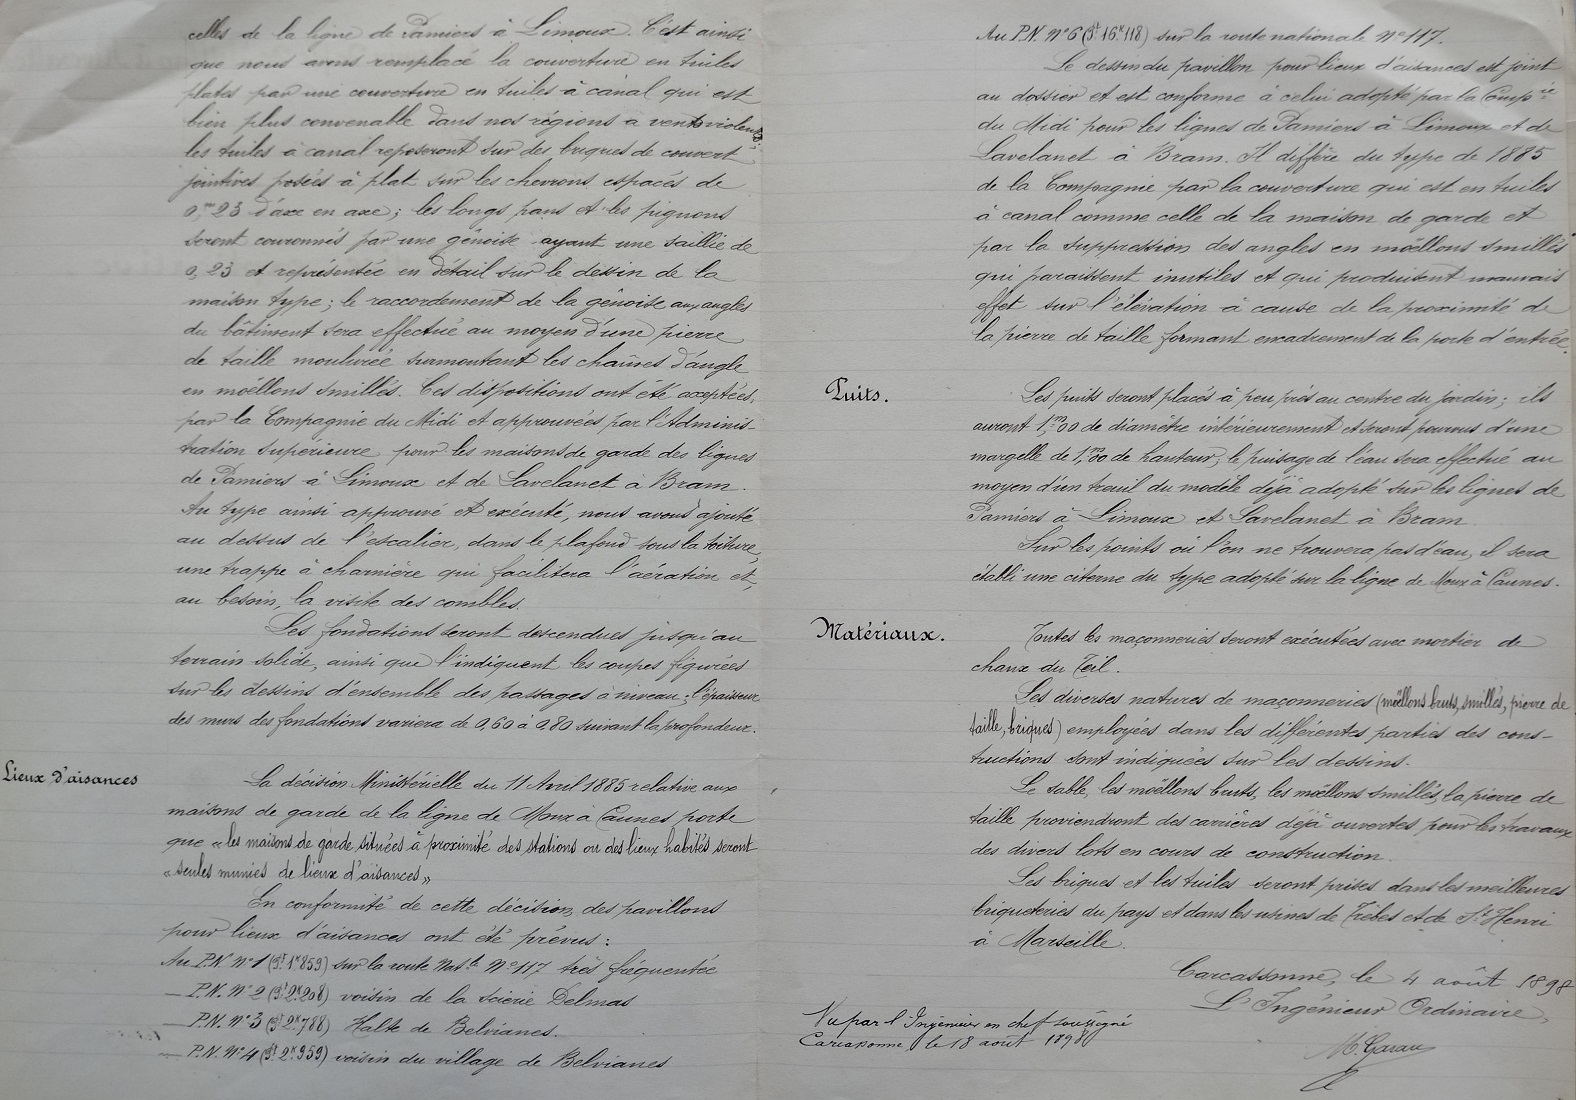 celles de la ligne de Pamiers à Limoux. C'est ainsi
que nous avons remplacé la couverture en tuiles
plates par une couverture en tuiles à canal qui est
bien plus convenable dans nos régions à vents violents;
les tuiles à canal reposeront sur des briques de couvert
jointives posées à plat sur les chevrons espacés de
0,m23 d'axe en axe; les longs pans et les pignons
seront couronnés par une génoise ayant une saillie de
0,23 et représentée en détail sur le dessin de la
maison type; le raccordement de la génoise aux angles
du bâtiment sera effectué au moyen d'une pierre
de taille moulurée surmontant les chaînes d'angle
en moëllons smillés. Ces dispositions ont été acceptées,
par la Compagnie du Midi et approuvées par l'Adminis-
tration supérieure pour les maisons de garde des lignes
de Pamiers à Limoux et de Lavelanet à Bram.
Au type ainsi approuvé et exécuté, nous avons ajouté
au dessus de l'escalier, dans le plafond sous la toiture,
une trappe à charnière qui facilitera l'aération et,
au besoin, la visite des combles.
Les fondations seront descendues jusqu'au
terrain solide, ainsi que l'indiquent les coupes figurées
sur les dessins d'ensemble des passages à niveau; l'épaisseur
des murs des fondations variera de 0,60 à 0,80 suivant la profondeur.
Lieux d'aisances
La décision Ministérielle du 11 Avril 1885 relative aux
maisons de garde de la ligne de Moux à Caunes porte
que « les maisons de garde situées à proximité des stations ou des lieux habités seront
« seules munies de lieux d'aisances »
En conformité de cette décision, des pavillons
pour lieux d'aisances ont été prévus :
Au P.N. N°1 (Pt 1k859) sur la route Natle N°117 très fréquentée
— P.N. N°2 (Pt 2k208) voisin de la scierie Delmas
— P.N. N°3 (Pt 2k788) Halte de Belvianes.
— P.N. N°4 (Pt 2k959) voisin du village de Belvianes
Au P.N. N°6 (Pt 16k118) sur la route nationale N°117.
Le dessin du pavillon pour lieux d'aisances est joint
au dossier et est conforme à celui adopté par la Compie
du Midi pour les lignes de Pamiers à Limoux et de
Lavelanet à Bram. Il diffère du type de 1885
de la Compagnie par la couverture qui est en tuiles
à canal comme celle de la maison de garde et
par la suppression des angles en moëllons smillés
qui paraissent inutiles et qui produisent mauvais
effet sur l'élévation à cause de la proximité de
la pierre de taille formant encadrement de la porte d'entrée.
Puits.
Les puits seront placés à peu près au centre du jardin; ils
auront 1,m00 de diamètre intérieurement et seront pourvus d'une
margelle de 1,m00 de hauteur; le puisage de l'eau sera effectué au
moyen d'un treuil du modèle déjà adopté sur les lignes de
Pamiers à Limoux et Lavelanet à Bram.
Sur les points où l'on ne trouvera pas d'eau, il sera
établi une citerne du type adopté sur la ligne de Moux à Caunes.
Matériaux.
Toutes les maçonneries seront exécutées avec mortier de
chaux du Teil.
Les diverses natures de maçonneries (moëllons bruts, smillés, pierre de
taille, briques) employées dans les différentes parties des cons-
tructions sont indiquées sur les dessins.
Le sable, les moëllons bruts, les moëllons smillés, la pierre de
taille proviendront des carrières déjà ouvertes pour les travaux
des divers lots en cours de construction.
Les briques et les tuiles seront prises dans les meilleures
briqueteries du pays et dans les usines de Trèbes et de St Henri
à Marseille.
Carcassonne, le 4 août 1898
L'Ingénieur Ordinaire,
Vu par l'Ingénieur en chef soussigné
Carcassonne, le 18 août 1898
M. Garau